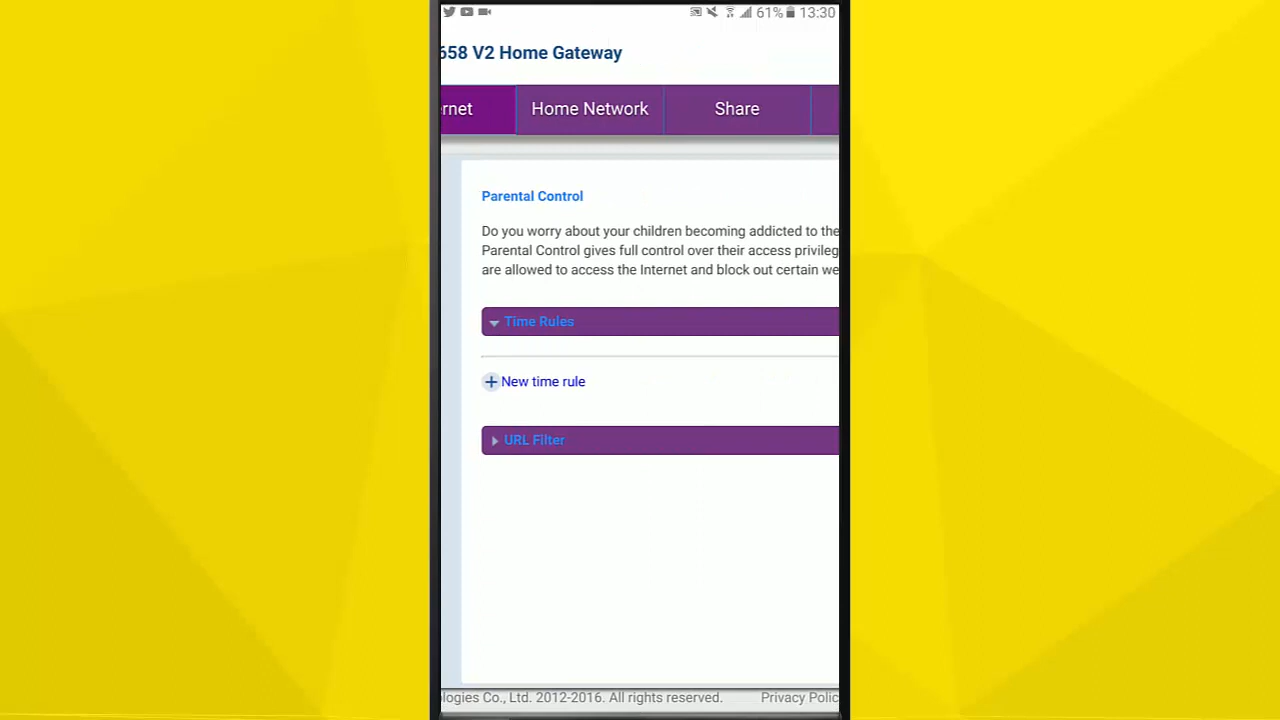 61% 13:30
658 V2 Home Gateway
rnet
Home Network
Share
Parental Control
Do you worry about your children becoming addicted to the
Parental Control gives full control over their access privileg
are allowed to access the Internet and block out certain we
Time Rules
New time rule
URL Filter
ologies Co., Ltd. 2012-2016. All rights reserved.
Privacy Polic